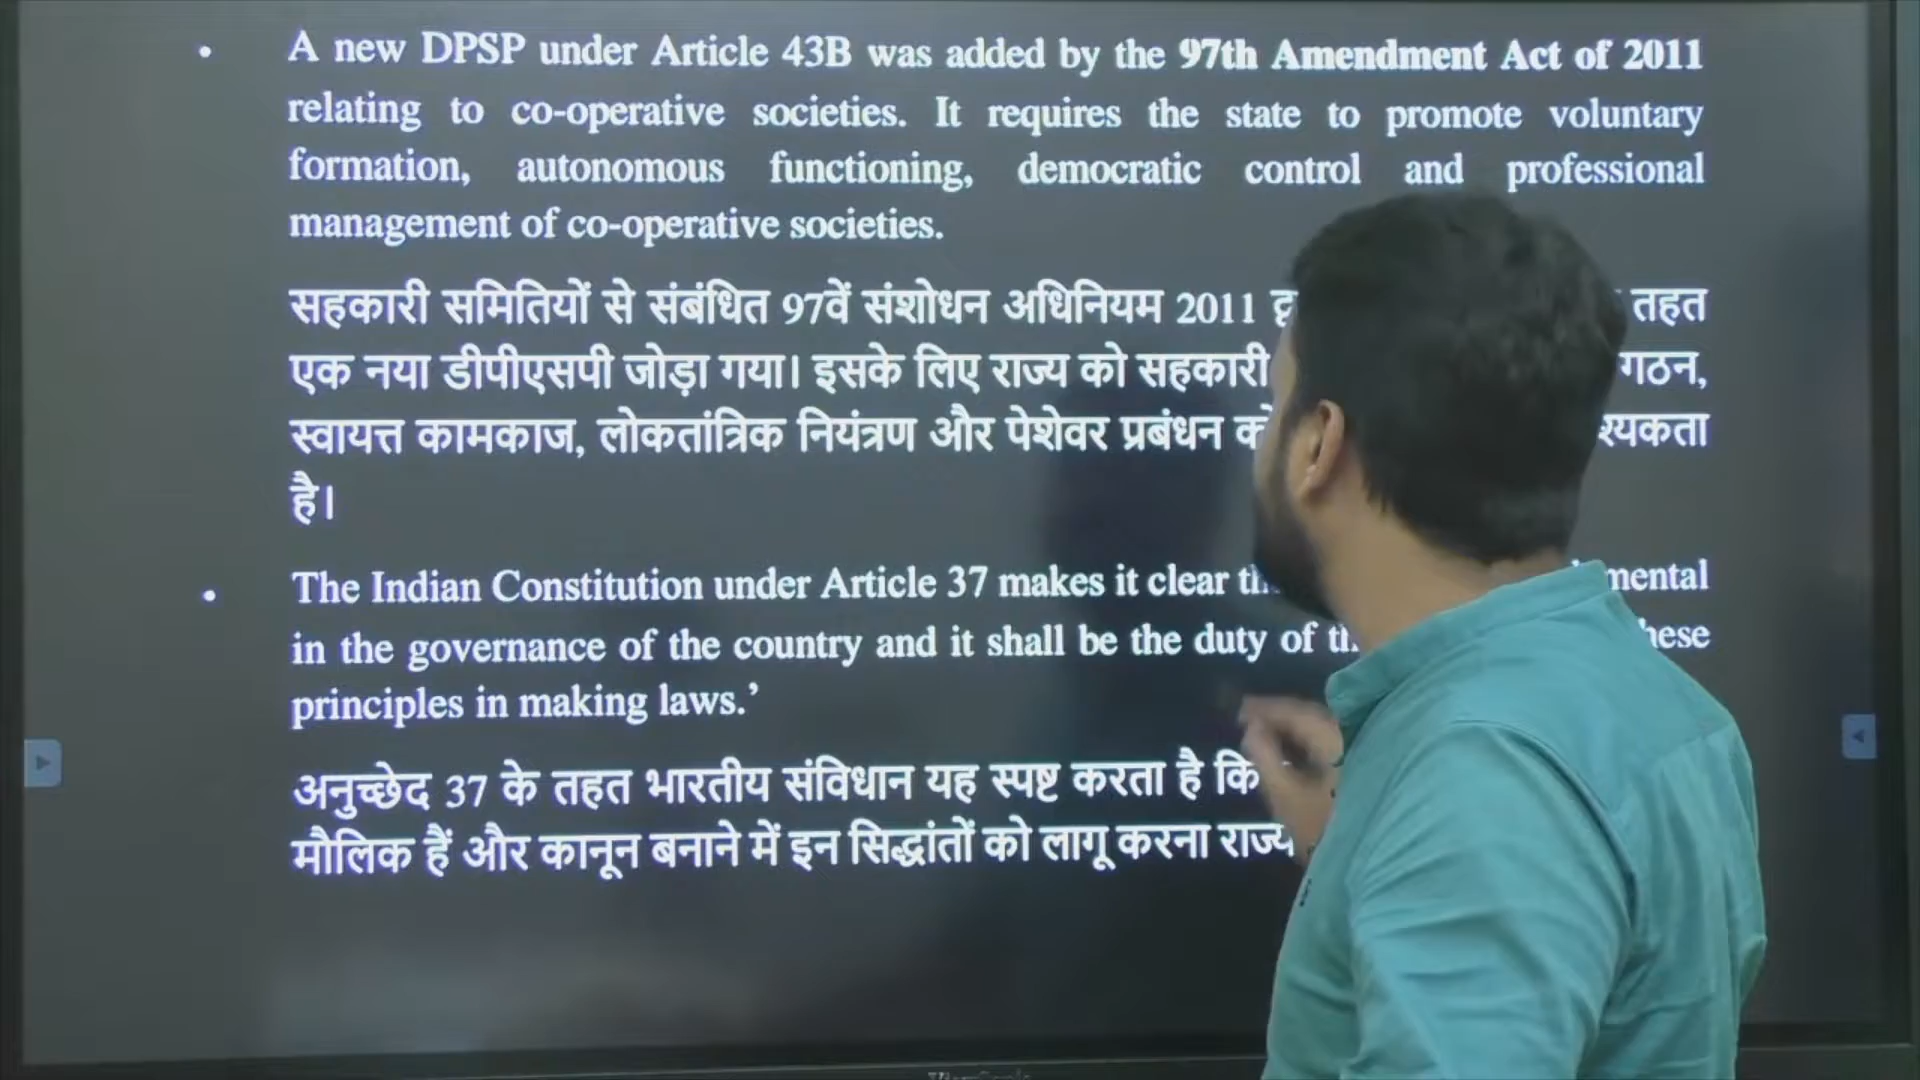 • A new DPSP under Article 43B was added by the 97th Amendment Act of 2011
relating to co-operative societies. It requires the state to promote voluntary
formation, autonomous functioning, democratic control and professional
management of co-operative societies.
सहकारी समितियों से संबंधित 97वें संशोधन अधिनियम 2011 तहत
एक नया डीपीएसपी जोड़ा गया। इसके लिए राज्य को सहकारी गठन,
स्वायत्त कामकाज, लोकतांत्रिक नियंत्रण और पेशेवर प्रबंधन
है।
• The Indian Constitution under Article 37 makes it clear
in the governance of the country and it shall be the duty of
principles in making laws.’
अनुच्छेद 37 के तहत भारतीय संविधान यह स्पष्ट करता है कि
मौलिक हैं और कानून बनाने में इन सिद्धांतों को लागू करना राज्य